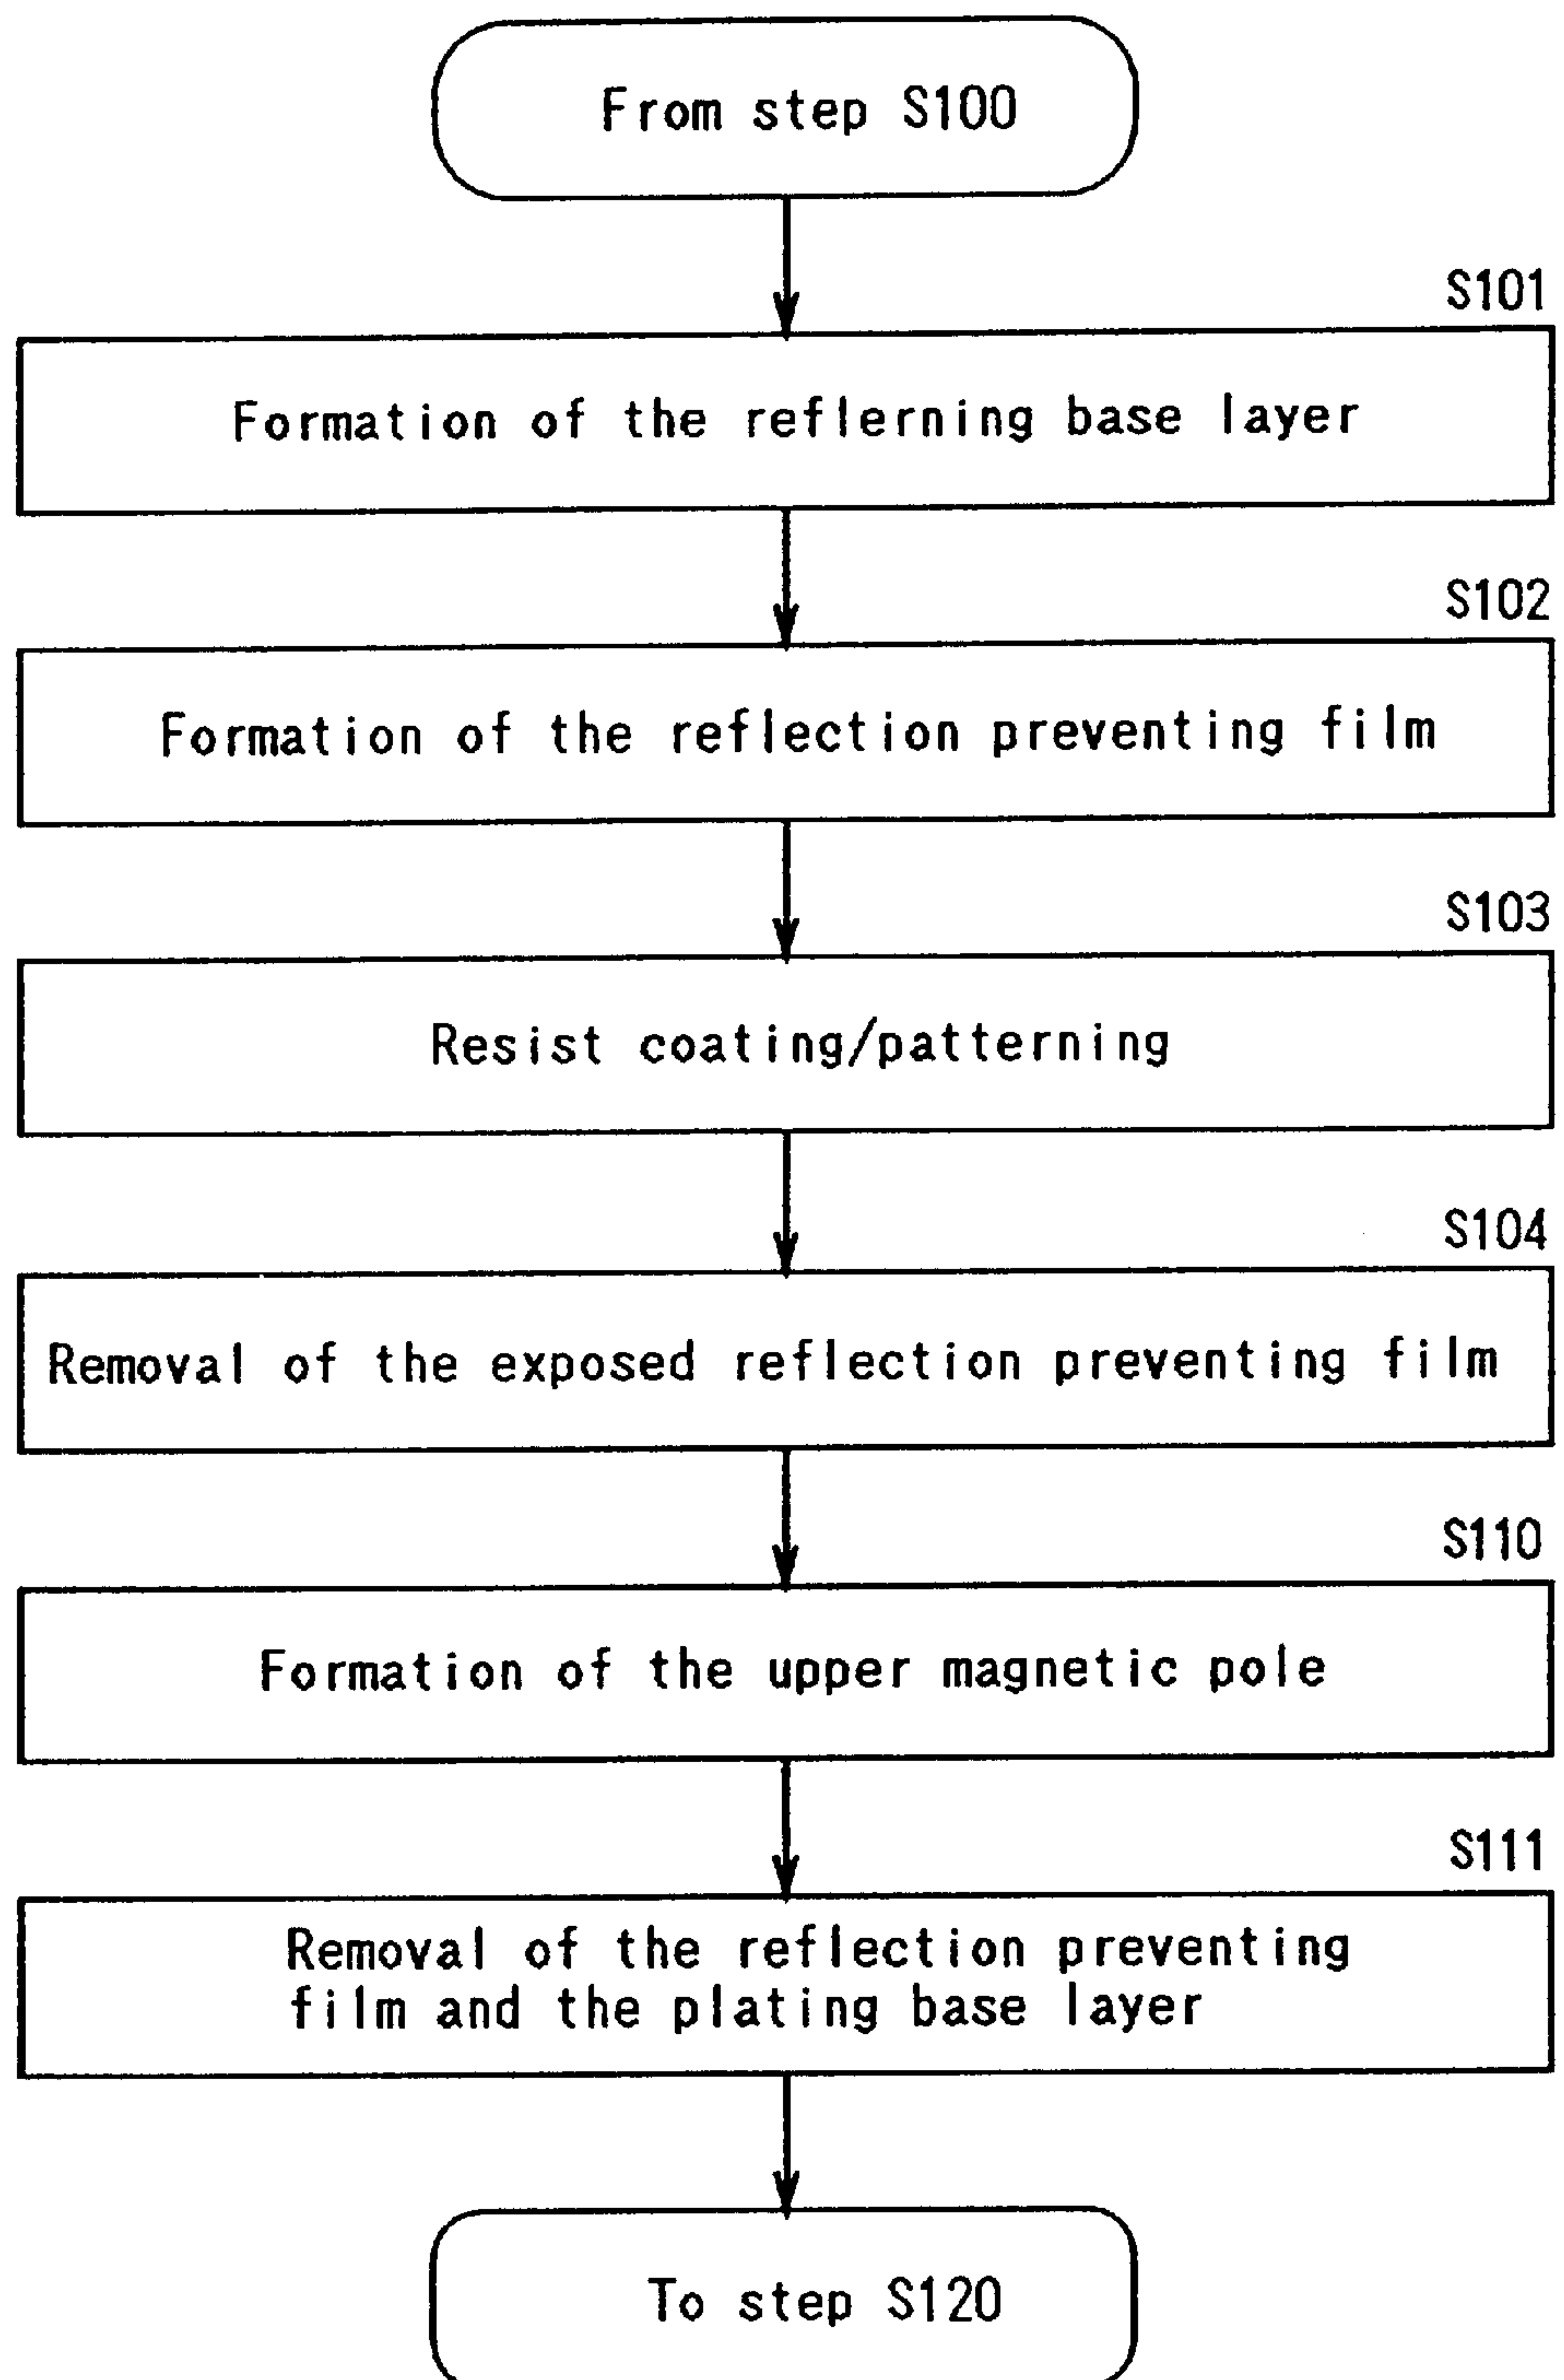 From step S100
S101
Formation of the reflerning base layer
S102
Formation of the reflection preventing film
S103
Resist coating/patterning
S104
Removal of the exposed reflection preventing film
S110
Formation of the upper magnetic pole
S111
Removal of the reflection preventing
film and the plating base layer
To step S120